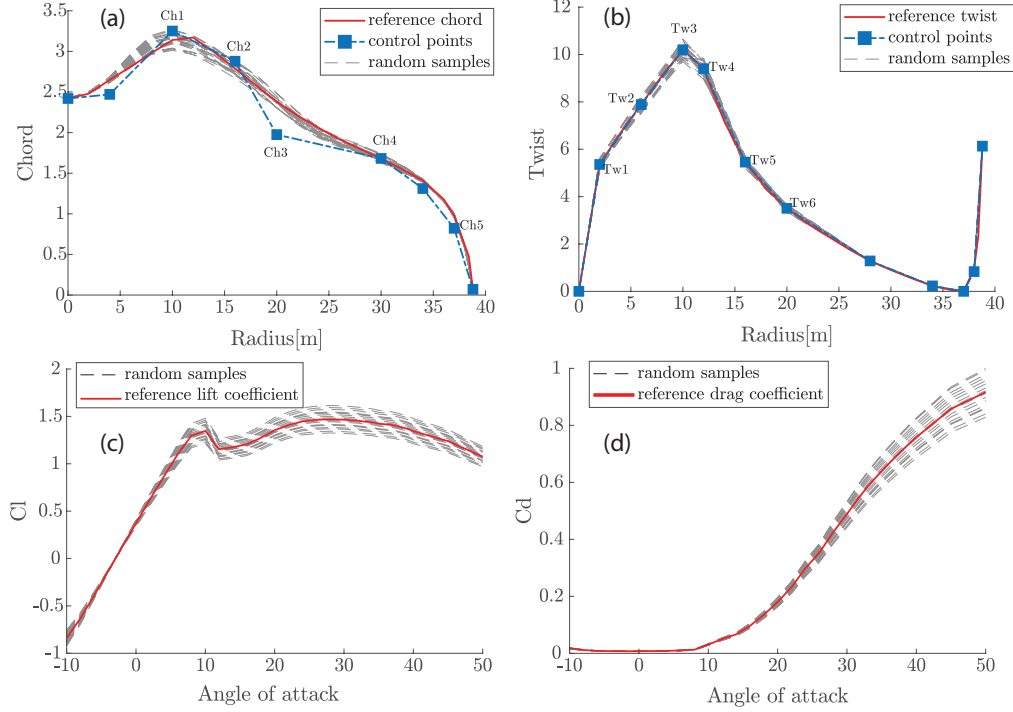 (a)
reference chord
control points
random samples
Ch1
Ch2
Ch3
Ch4
Ch5
Chord
3.5
3
2.5
2
1.5
1
0.5
0
0 5 10 15 20 25 30 35 40
Radius[m]
(b)
reference twist
control points
random samples
Tw3
Tw4
Tw2
Tw1
Tw5
Tw6
Twist
12
10
8
6
4
2
0
0 5 10 15 20 25 30 35 40
Radius[m]
(c)
random samples
reference lift coefficient
Cl
2
1.5
1
0.5
0
-0.5
-1
-10 0 10 20 30 40 50
Angle of attack
(d)
random samples
reference drag coefficient
Cd
1
0.8
0.6
0.4
0.2
0
-10 0 10 20 30 40 50
Angle of attack